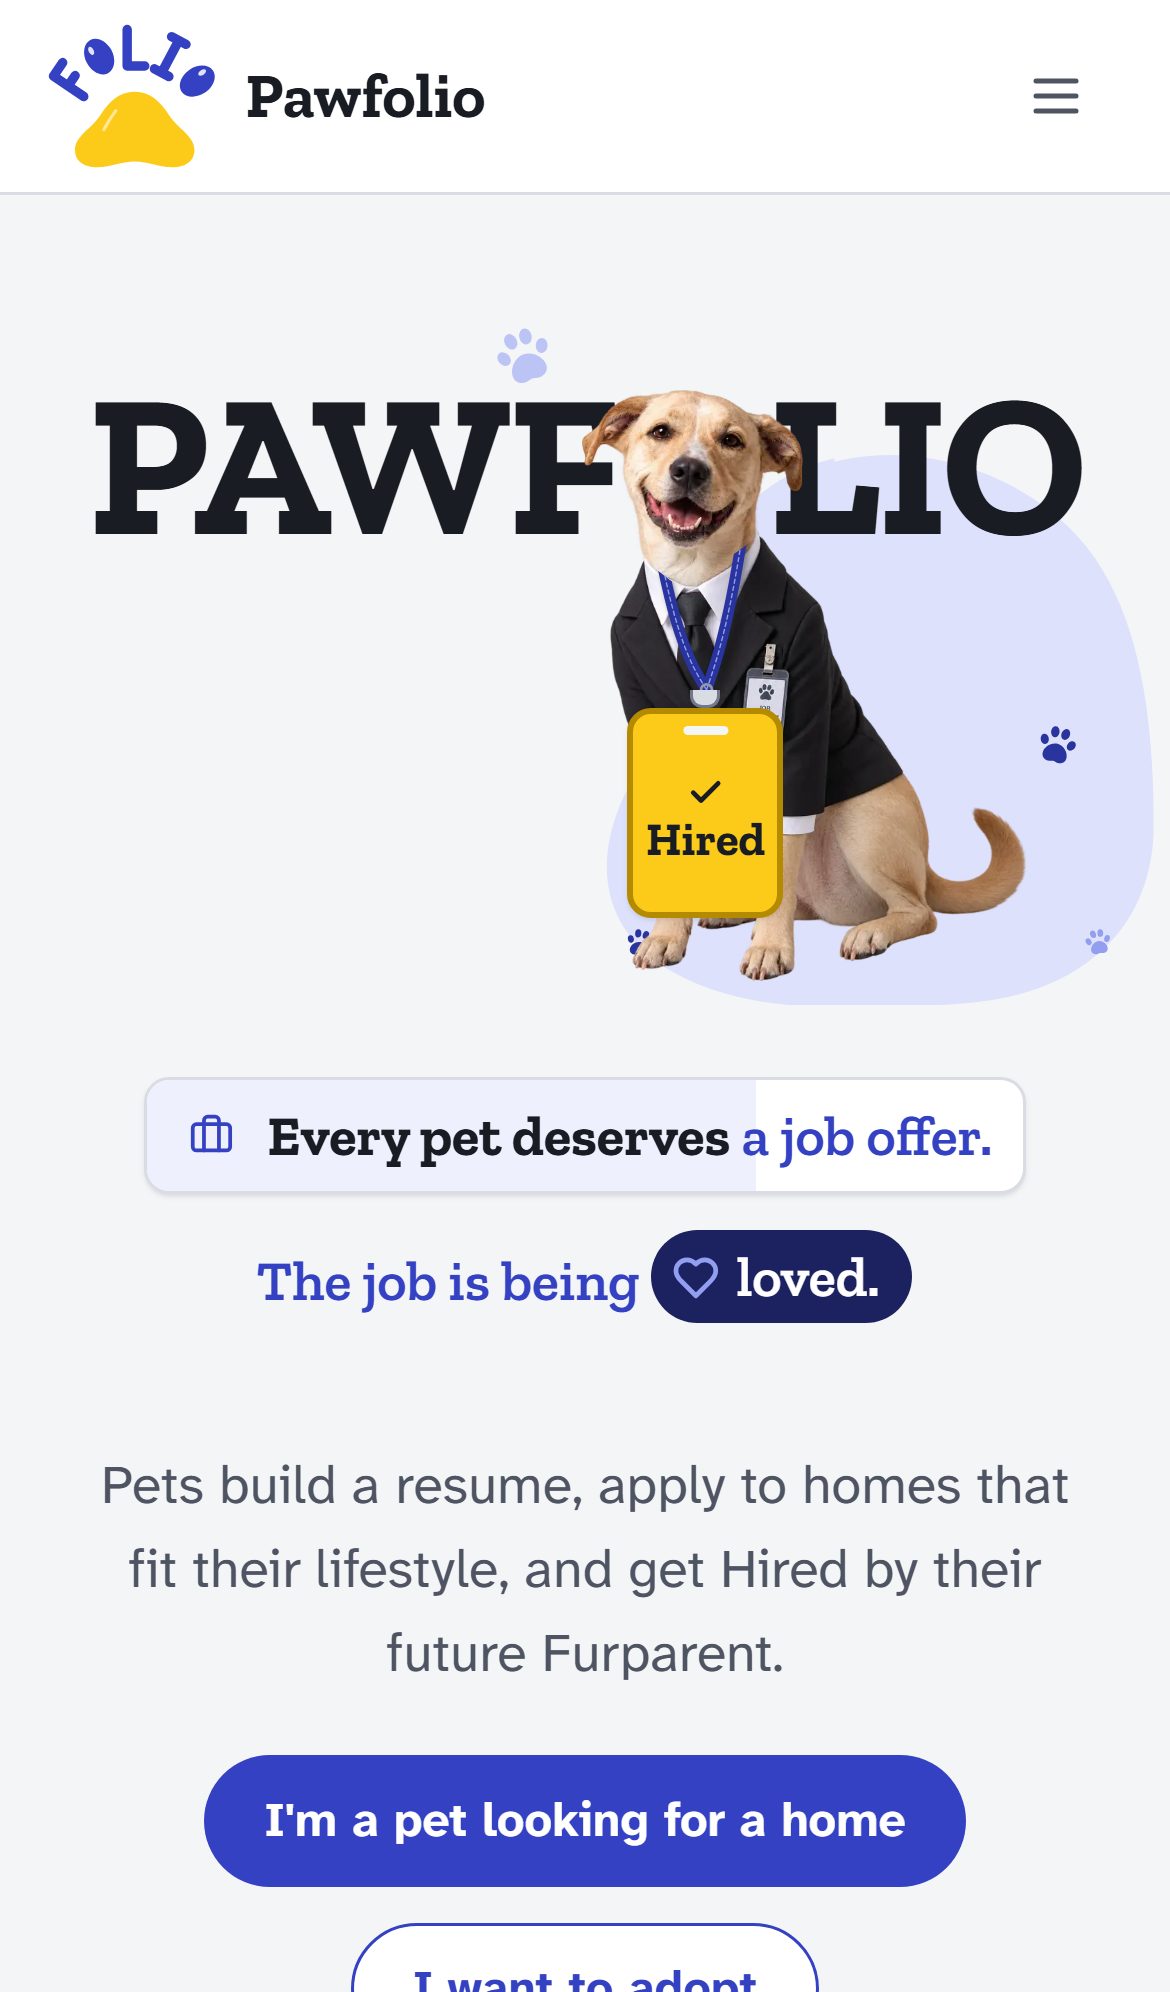 FOLIO
Pawfolio
PAWF LIO
Hired
Every pet deserves a job offer.
The job is being loved.
Pets build a resume, apply to homes that
fit their lifestyle, and get Hired by their
future Furparent.
I'm a pet looking for a home
I want to adopt